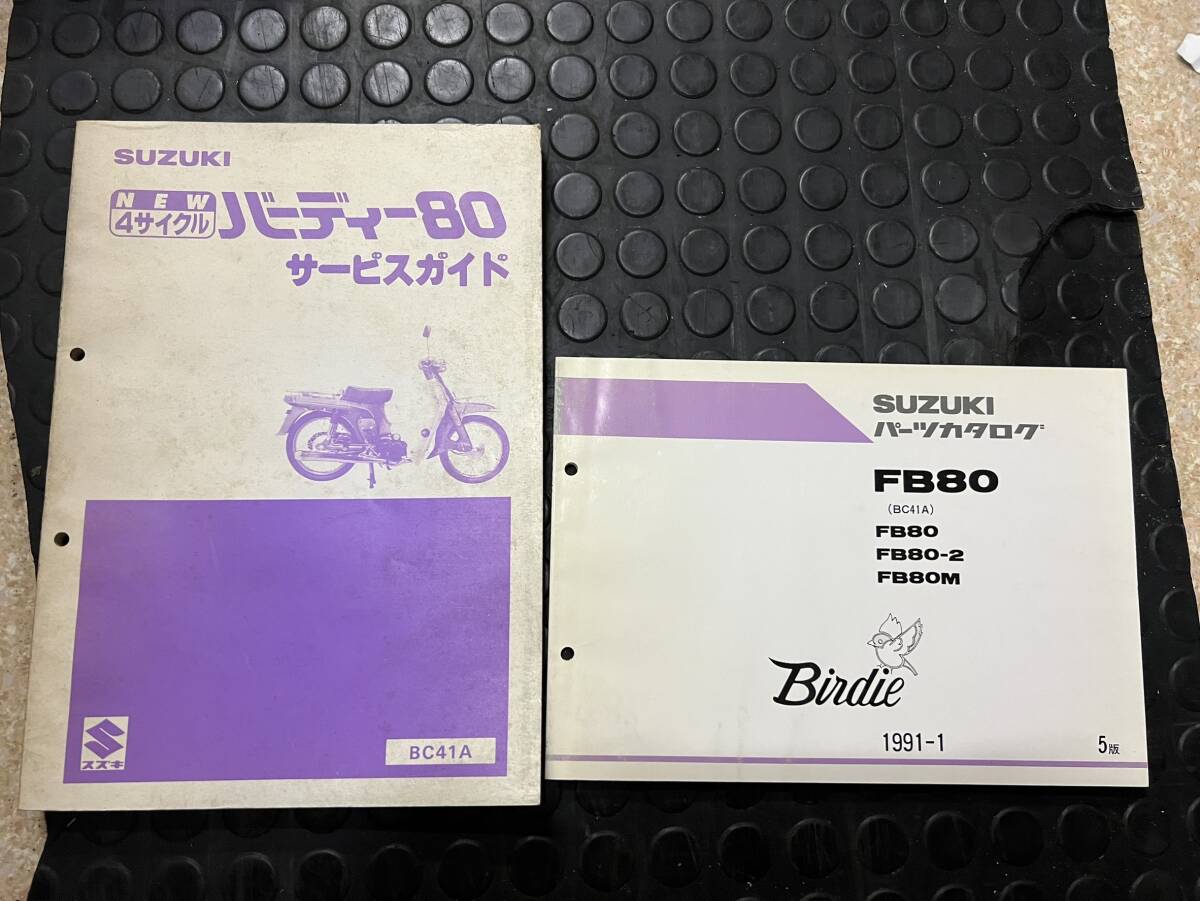 SUZUKI
NEW
4サイクル
バーディー80
サービスガイド
スズキ
BC41A
SUZUKI
パーツカタログ
FB80
(BC41A)
FB80
FB80-2
FB80M
Birdie
1991-1
5版